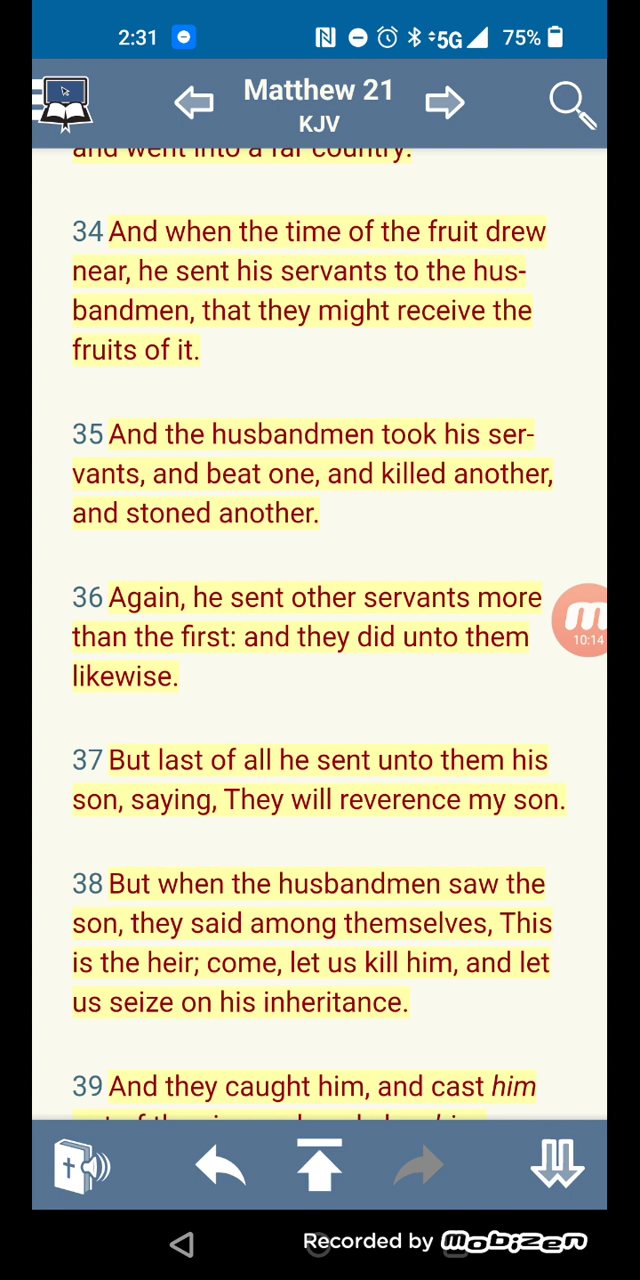 2:31
5G
75%
Matthew 21
KJV
and went into a far country.
34 And when the time of the fruit drew
near, he sent his servants to the hus-
bandmen, that they might receive the
fruits of it.
35 And the husbandmen took his ser-
vants, and beat one, and killed another,
and stoned another.
36 Again, he sent other servants more
than the first: and they did unto them
likewise.
10:14
37 But last of all he sent unto them his
son, saying, They will reverence my son.
38 But when the husbandmen saw the
son, they said among themselves, This
is the heir; come, let us kill him, and let
us seize on his inheritance.
39 And they caught him, and cast him
Recorded by mobizen